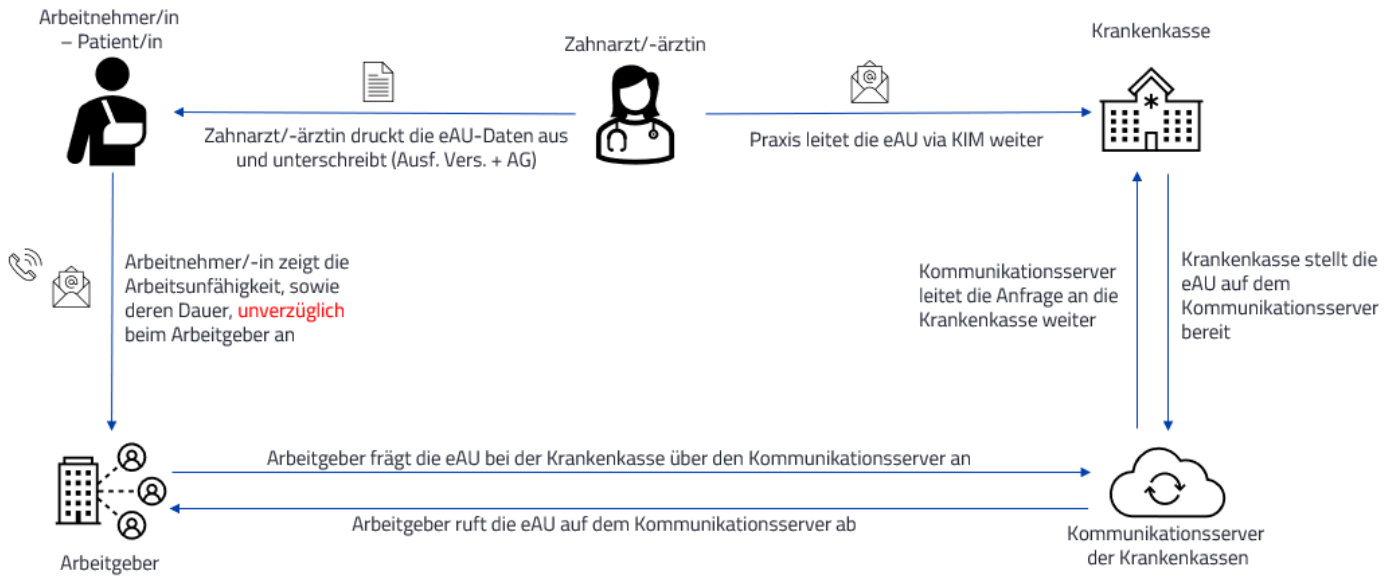 Arbeitnehmer/in
– Patient/in
Zahnarzt/-ärztin
Krankenkasse
Zahnarzt/-ärztin druckt die eAU-Daten aus
und unterschreibt (Ausf. Vers. + AG)
Praxis leitet die eAU via KIM weiter
Arbeitnehmer/-in zeigt die
Arbeitsunfähigkeit, sowie
deren Dauer, unverzüglich
beim Arbeitgeber an
Kommunikationsserver
leitet die Anfrage an die
Krankenkasse weiter
Krankenkasse stellt die
eAU auf dem
Kommunikationsserver
bereit
Arbeitgeber frägt die eAU bei der Krankenkasse über den Kommunikationsserver an
Arbeitgeber ruft die eAU auf dem Kommunikationsserver ab
Arbeitgeber
Kommunikationsserver
der Krankenkassen